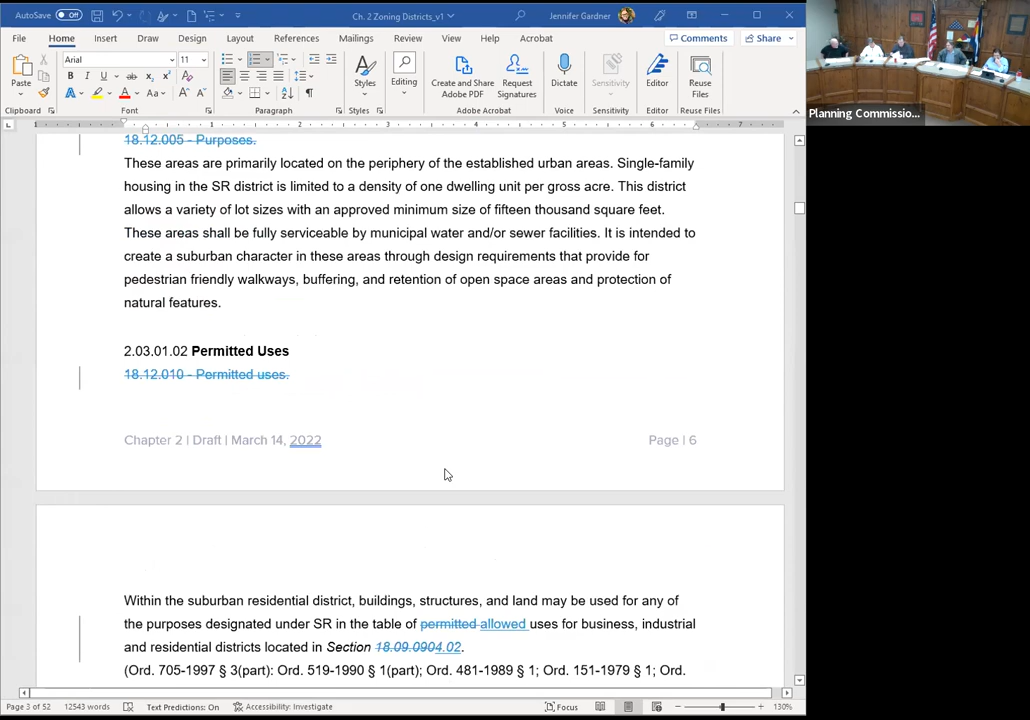 AutoSave Off
Ch. 2 Zoning Districts_v1
Jennifer Gardner
File Home Insert Draw Design Layout References Mailings Review View Help Acrobat Comments Share
Paste
Arial 11
B I U ab x₂ x²
A A Aa A A
Styles
Editing
Create and Share Adobe PDF
Request Signatures
Dictate
Sensitivity
Editor
Reuse Files
Clipboard Font Paragraph Styles Adobe Acrobat Voice Sensitivity Editor Reuse Files
1 1 2 3 4 5 6 7
18.12.005 - Purposes.
These areas are primarily located on the periphery of the established urban areas. Single-family
housing in the SR district is limited to a density of one dwelling unit per gross acre. This district
allows a variety of lot sizes with an approved minimum size of fifteen thousand square feet.
These areas shall be fully serviceable by municipal water and/or sewer facilities. It is intended to
create a suburban character in these areas through design requirements that provide for
pedestrian friendly walkways, buffering, and retention of open space areas and protection of
natural features.
2.03.01.02 Permitted Uses
18.12.010 - Permitted uses.
Chapter 2 | Draft | March 14, 2022 Page | 6
Within the suburban residential district, buildings, structures, and land may be used for any of
the purposes designated under SR in the table of permitted allowed uses for business, industrial
and residential districts located in Section 18.09.0904.02.
(Ord. 705-1997 § 3(part): Ord. 519-1990 § 1(part); Ord. 481-1989 § 1; Ord. 151-1979 § 1; Ord.
Page 3 of 52 12543 words Text Predictions: On Accessibility: Investigate Focus 130%
Planning Commissio...